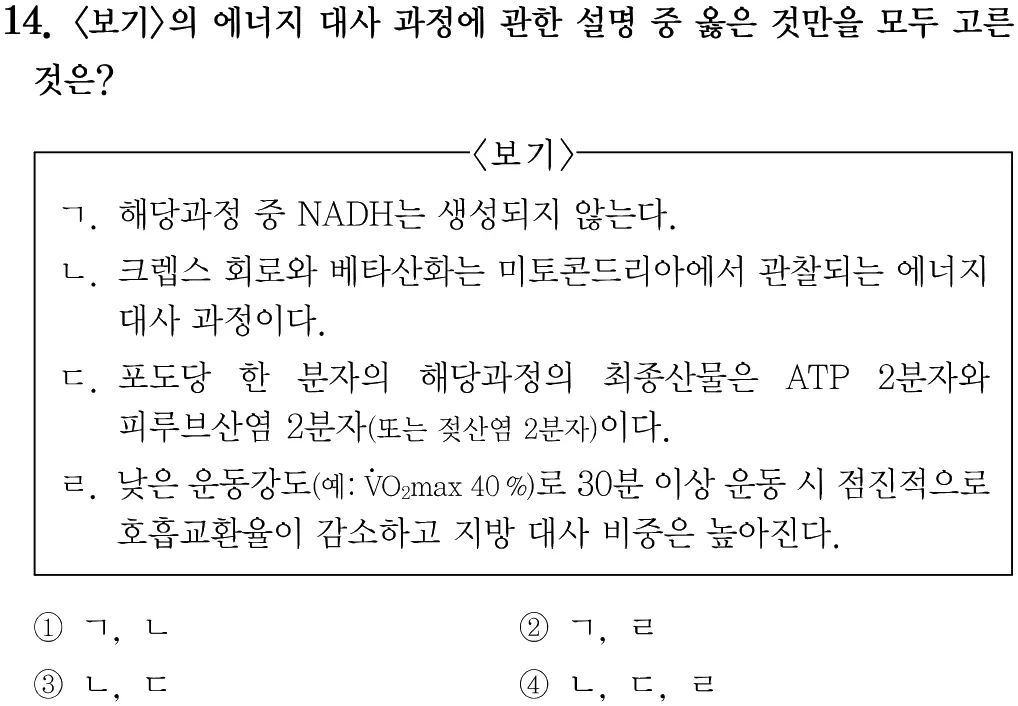 14. 〈보기〉의 에너지 대사 과정에 관한 설명 중 옳은 것만을 모두 고른
것은?
〈보기〉
ㄱ. 해당과정 중 NADH는 생성되지 않는다.
ㄴ. 크렙스 회로와 베타산화는 미토콘드리아에서 관찰되는 에너지
대사 과정이다.
ㄷ. 포도당 한 분자의 해당과정의 최종산물은 ATP 2분자와
피루브산염 2분자(또는 젖산염 2분자)이다.
ㄹ. 낮은 운동강도(예: V̇O₂max 40 %)로 30분 이상 운동 시 점진적으로
호흡교환율이 감소하고 지방 대사 비중은 높아진다.
① ㄱ, ㄴ ② ㄱ, ㄹ
③ ㄴ, ㄷ ④ ㄴ, ㄷ, ㄹ